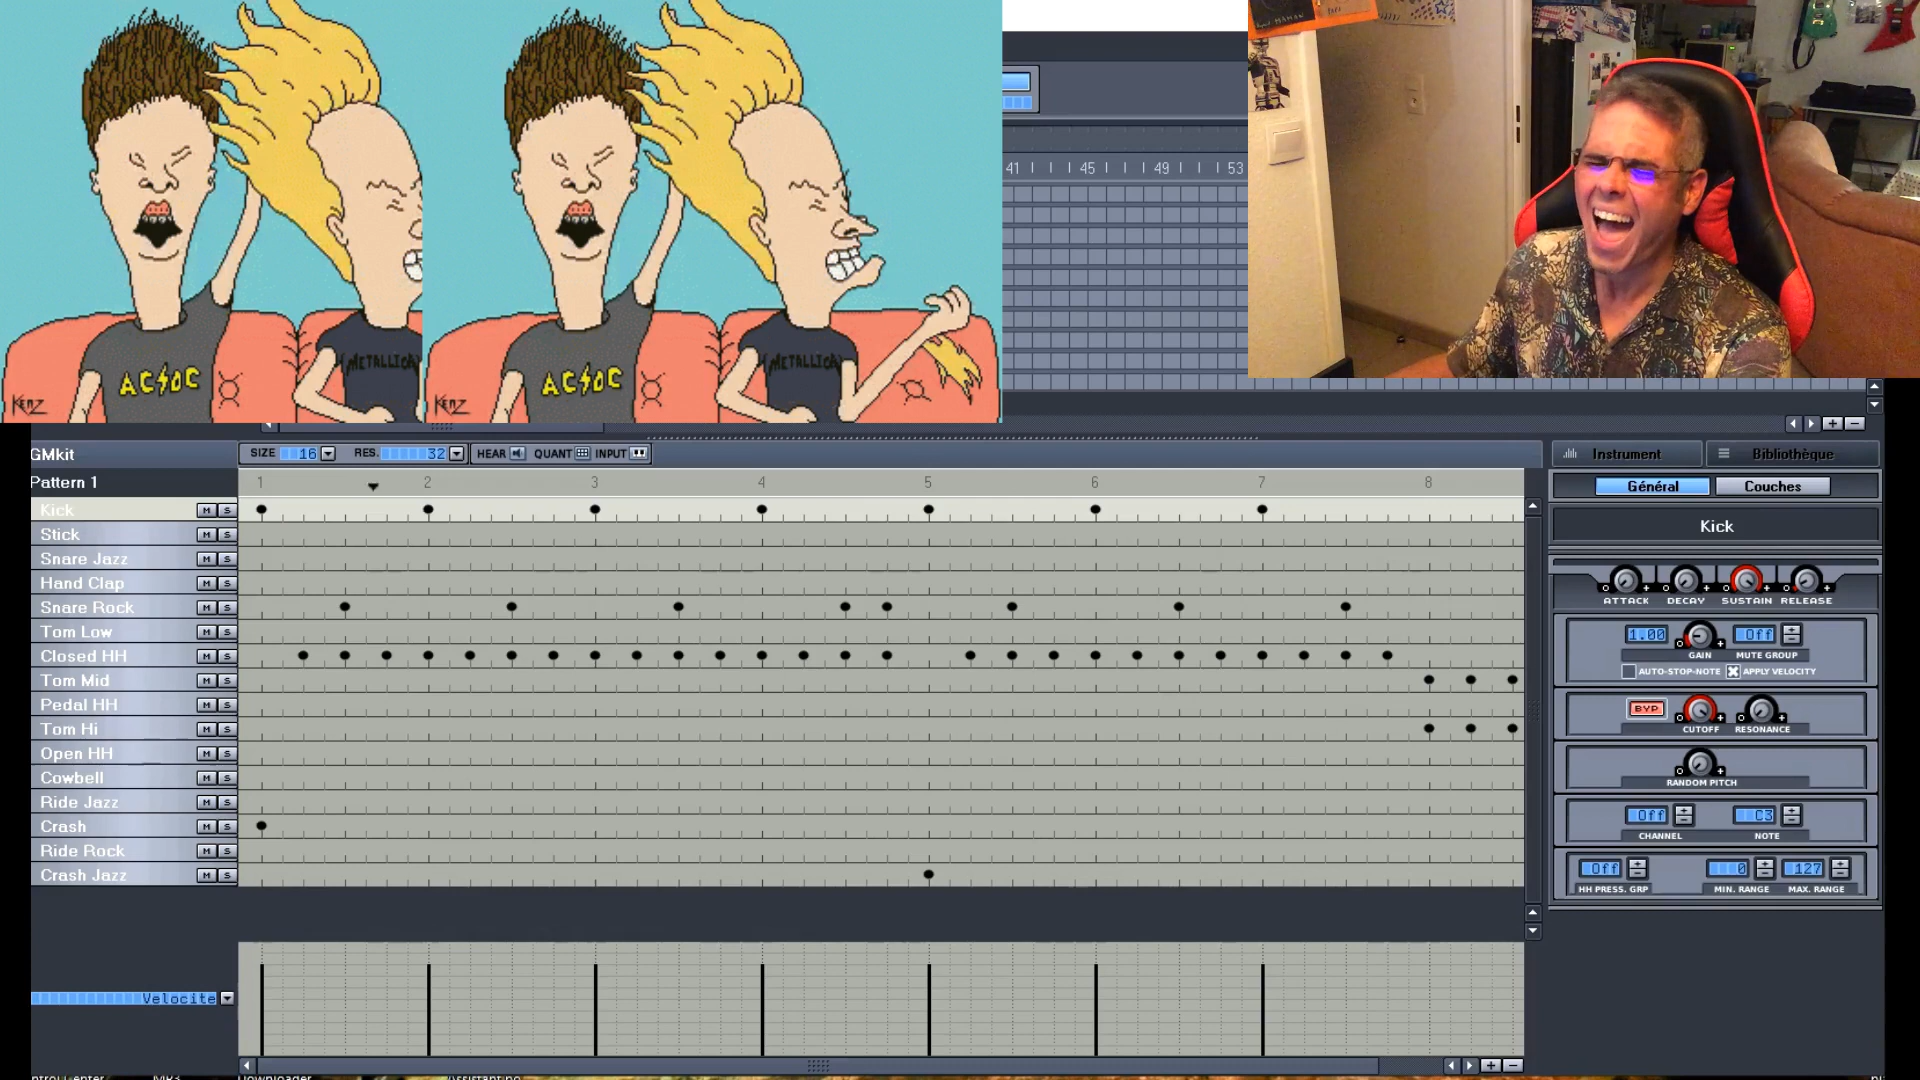 AC/DC
METALLICA
KENZ
AC/DC
METALLICA
KENZ
41 45 49 53
GMkit
SIZE 16 RES. 32 HEAR QUANT INPUT
Instrument
Bibliothèque
Pattern 1
1 2 3 4 5 6 7 8
Général
Couches
Kick M S
Stick M S
Snare Jazz M S
Hand Clap M S
Snare Rock M S
Tom Low M S
Closed HH M S
Tom Mid M S
Pedal HH M S
Tom Hi M S
Open HH M S
Cowbell M S
Ride Jazz M S
Crash M S
Ride Rock M S
Crash Jazz M S
Kick
ATTACK DECAY SUSTAIN RELEASE
1.00 Off
GAIN MUTE GROUP
AUTO-STOP-NOTE APPLY VELOCITY
BYP
CUTOFF RESONANCE
RANDOM PITCH
Off C3
CHANNEL NOTE
Off 0 127
HH PRESS. GRP MIN. RANGE MAX. RANGE
Velocite
MP3
Downloader